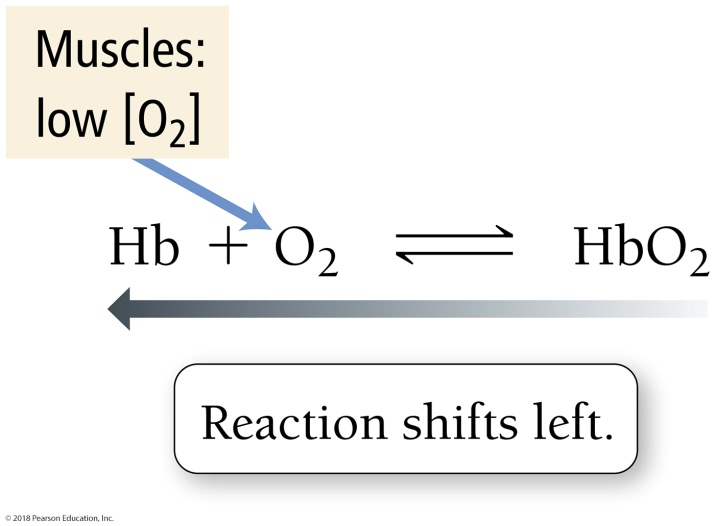 Muscles:
low [O₂]
Hb + O₂ ⇌ HbO₂
Reaction shifts left.
© 2018 Pearson Education, Inc.